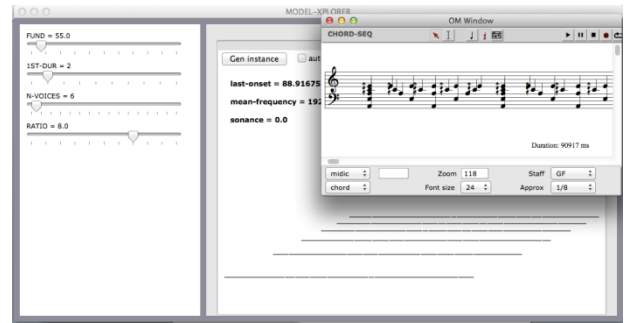 MODEL-XPLORER
FUND = 55.0
1ST-DUR = 2
N-VOICES = 6
RATIO = 8.0
Gen instance
last-onset = 88.91675
mean-frequency = 192
sonance = 0.0
OM Window
CHORD-SEQ
Duration: 90917 ms
midic Zoom 118 Staff GF
chord Font size 24 Approx 1/8